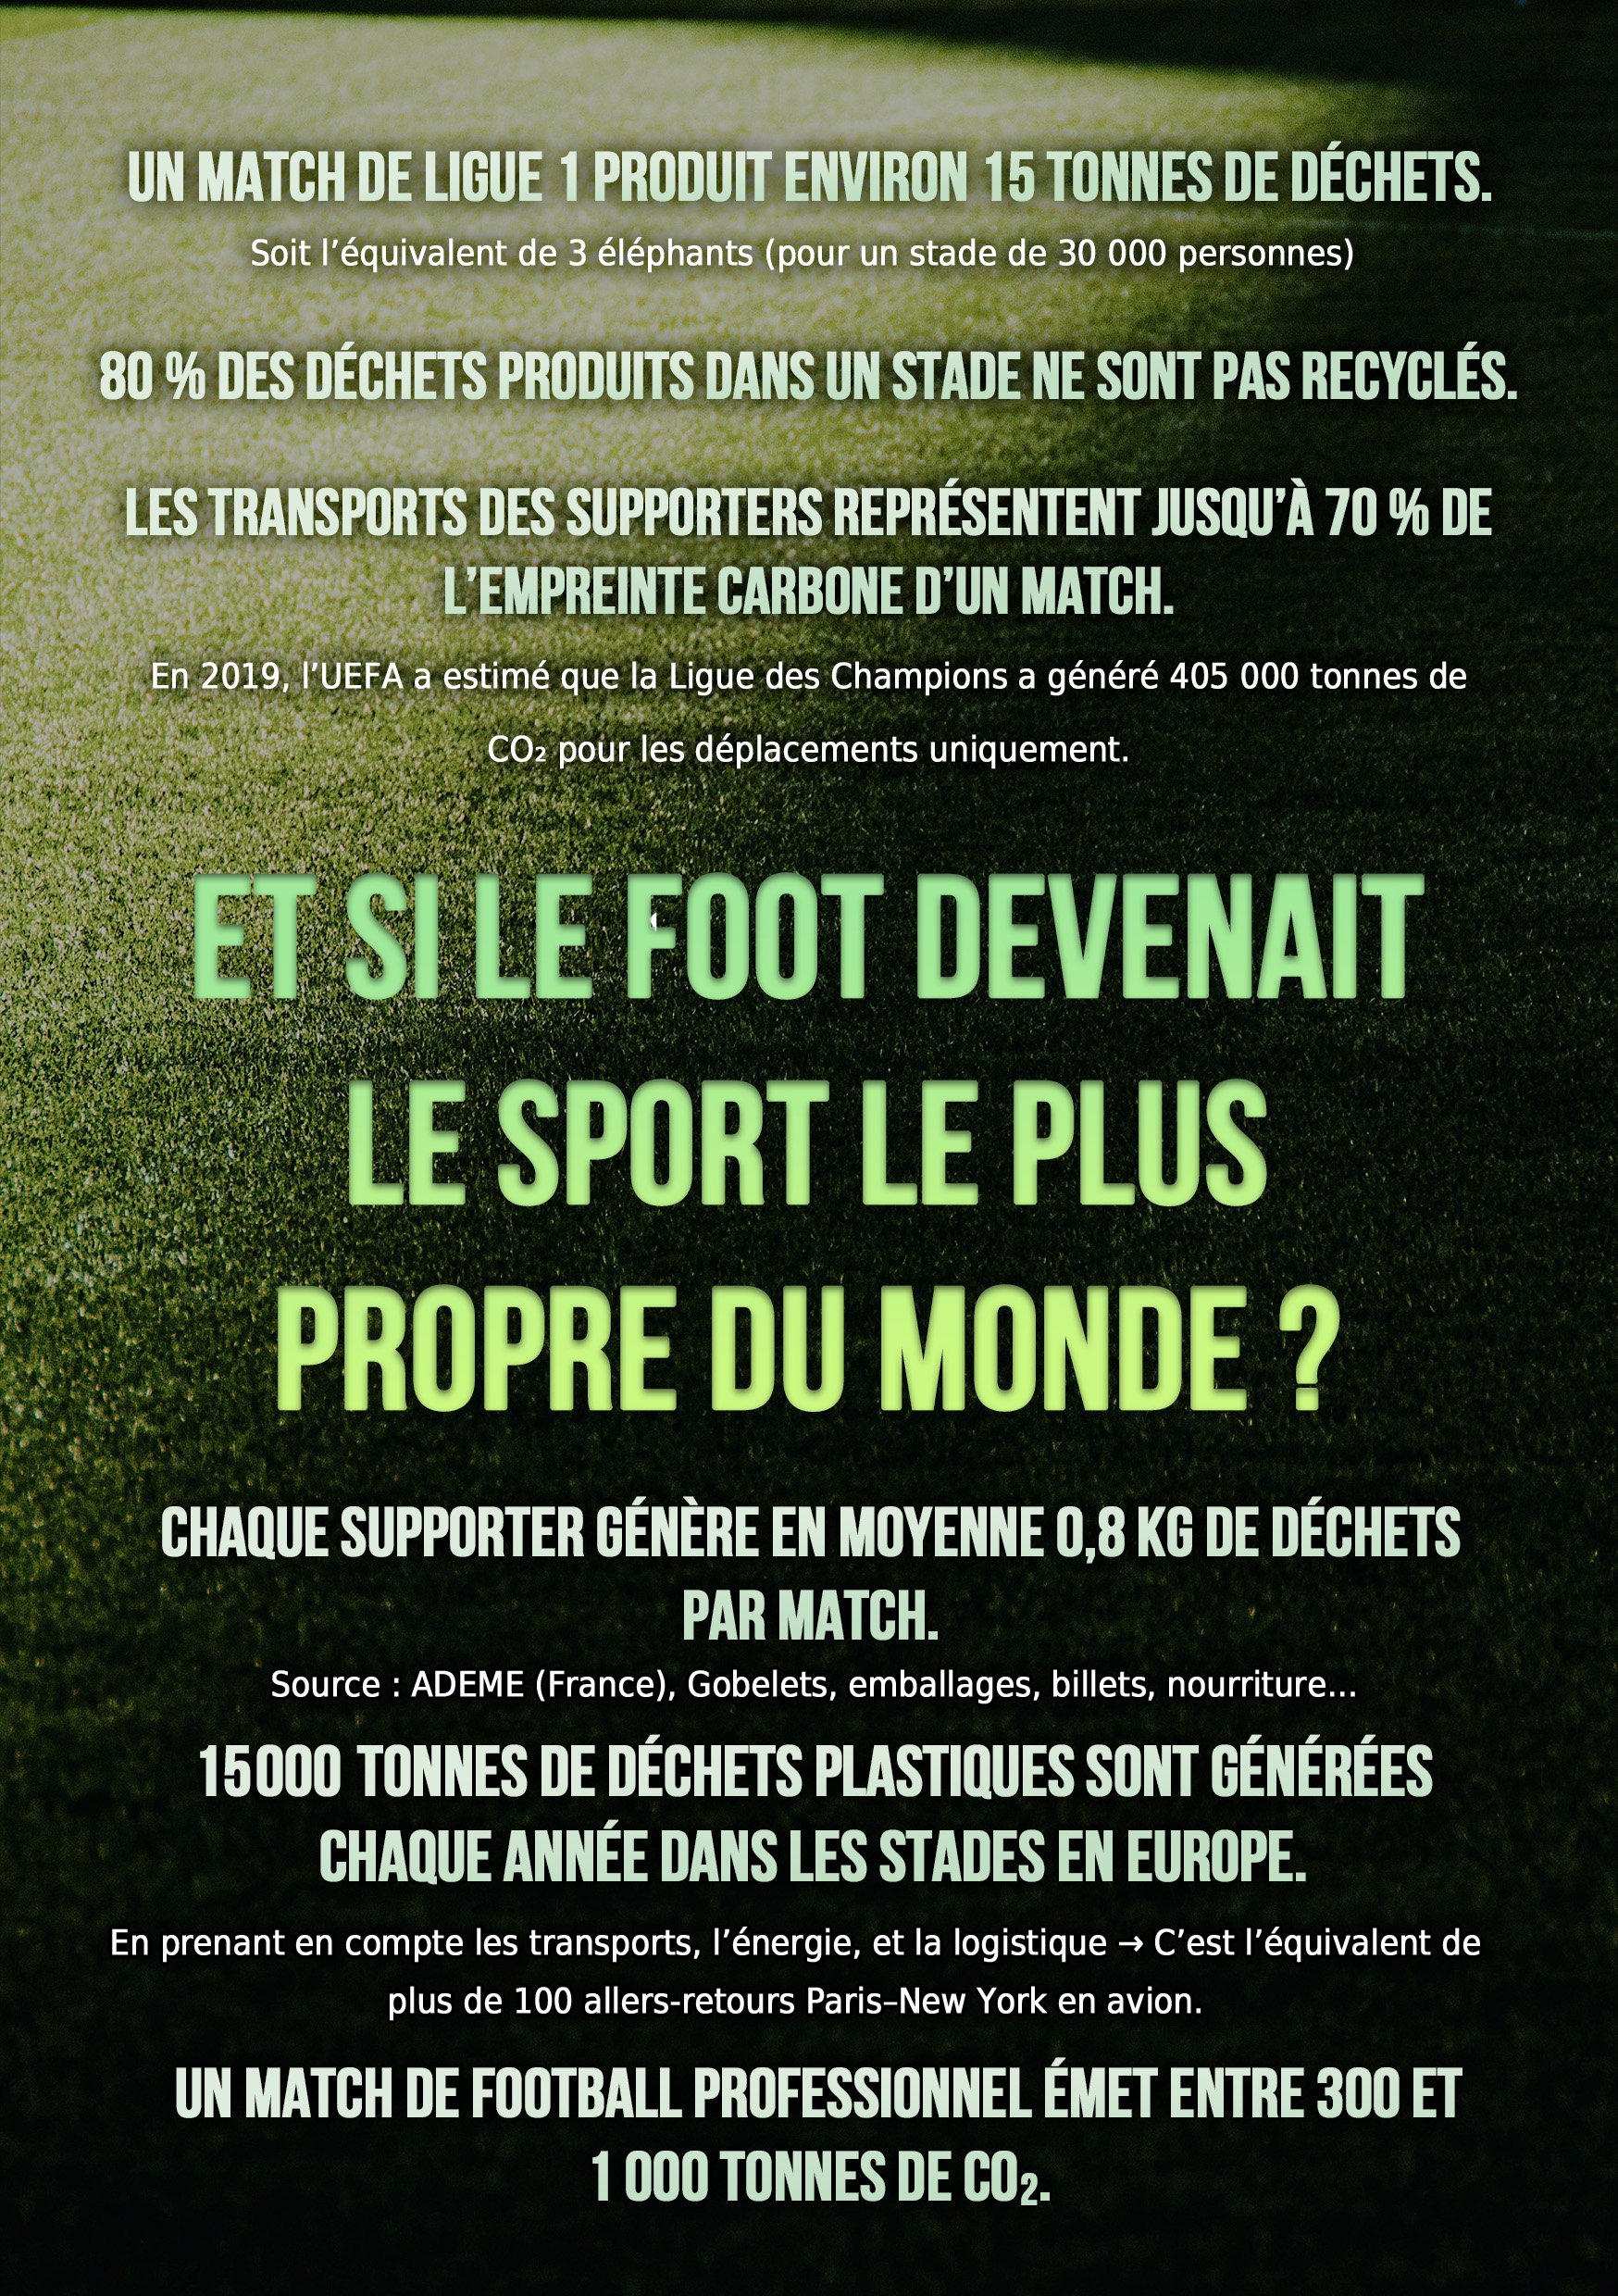 UN MATCH DE LIGUE 1 PRODUIT ENVIRON 15 TONNES DE DÉCHETS.
Soit l’équivalent de 3 éléphants (pour un stade de 30 000 personnes)
80 % DES DÉCHETS PRODUITS DANS UN STADE NE SONT PAS RECYCLÉS.
LES TRANSPORTS DES SUPPORTERS REPRÉSENTENT JUSQU’À 70 % DE
L’EMPREINTE CARBONE D’UN MATCH.
En 2019, l’UEFA a estimé que la Ligue des Champions a généré 405 000 tonnes de
CO₂ pour les déplacements uniquement.
ET SI LE FOOT DEVENAIT
LE SPORT LE PLUS
PROPRE DU MONDE ?
CHAQUE SUPPORTER GÉNÈRE EN MOYENNE 0,8 KG DE DÉCHETS
PAR MATCH.
Source : ADEME (France), Gobelets, emballages, billets, nourriture...
15 000 TONNES DE DÉCHETS PLASTIQUES SONT GÉNÉRÉES
CHAQUE ANNÉE DANS LES STADES EN EUROPE.
En prenant en compte les transports, l’énergie, et la logistique → C’est l’équivalent de
plus de 100 allers-retours Paris–New York en avion.
UN MATCH DE FOOTBALL PROFESSIONNEL ÉMET ENTRE 300 ET
1 000 TONNES DE CO₂.